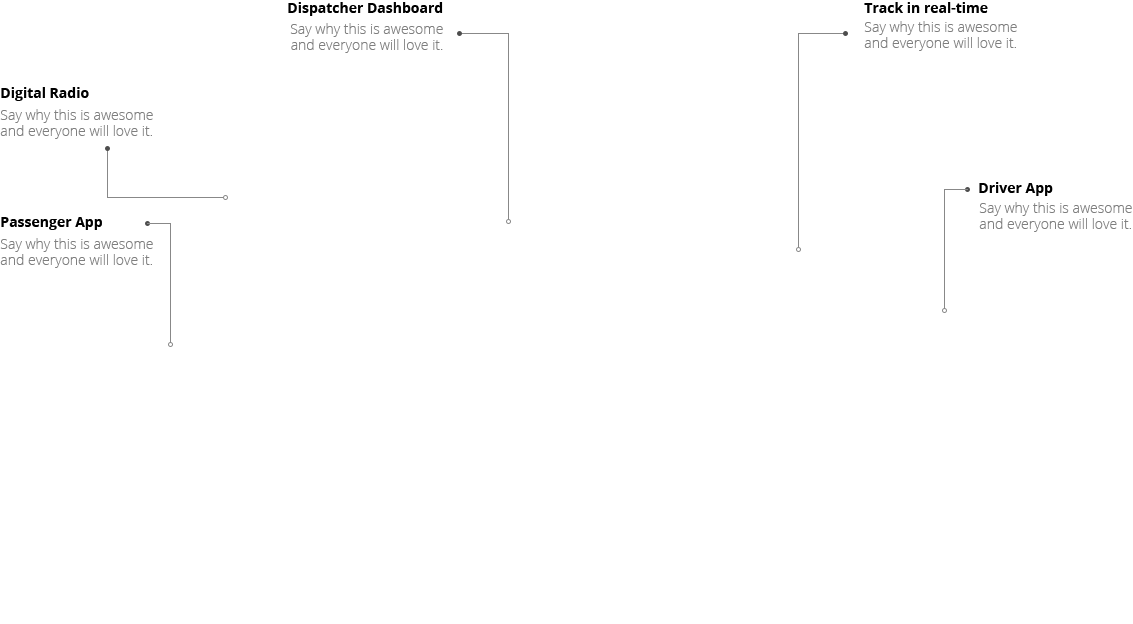 Dispatcher Dashboard
Say why this is awesome
and everyone will love it.
Track in real-time
Say why this is awesome
and everyone will love it.
Digital Radio
Say why this is awesome
and everyone will love it.
Driver App
Say why this is awesome
and everyone will love it.
Passenger App
Say why this is awesome
and everyone will love it.